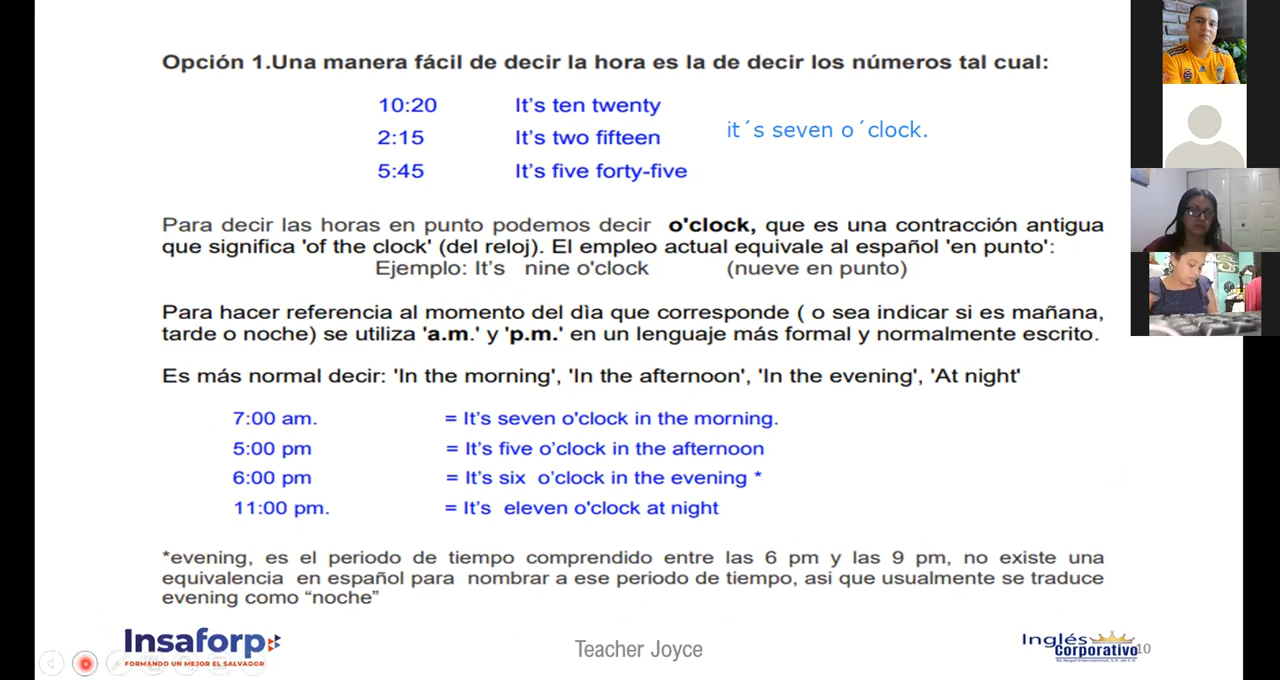 Opción 1.Una manera fácil de decir la hora es la de decir los números tal cual:
10:20 It's ten twenty
2:15 It's two fifteen
it´s seven o´clock.
5:45 It's five forty-five
Para decir las horas en punto podemos decir o'clock, que es una contracción antigua
que significa 'of the clock' (del reloj). El empleo actual equivale al español 'en punto':
Ejemplo: It's nine o'clock (nueve en punto)
Para hacer referencia al momento del dìa que corresponde ( o sea indicar si es mañana,
tarde o noche) se utiliza 'a.m.' y 'p.m.' en un lenguaje más formal y normalmente escrito.
Es más normal decir: 'In the morning', 'In the afternoon', 'In the evening', 'At night'
7:00 am. = It's seven o'clock in the morning.
5:00 pm = It's five o'clock in the afternoon
6:00 pm = It's six o'clock in the evening *
11:00 pm. = It's eleven o'clock at night
*evening, es el periodo de tiempo comprendido entre las 6 pm y las 9 pm, no existe una
equivalencia en español para nombrar a ese periodo de tiempo, asi que usualmente se traduce
evening como “noche”
Insaforp
FORMANDO UN MEJOR EL SALVADOR
Teacher Joyce
Inglés
Corporativo
10